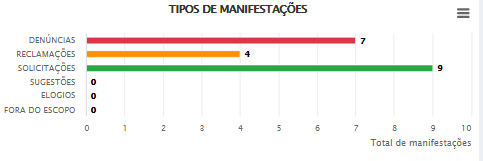 TIPOS DE MANIFESTAÇÕES
DENÚNCIAS 7
RECLAMAÇÕES 4
SOLICITAÇÕES 9
SUGESTÕES 0
ELOGIOS 0
FORA DO ESCOPO 0
0 1 2 3 4 5 6 7 8 9 10
Total de manifestações